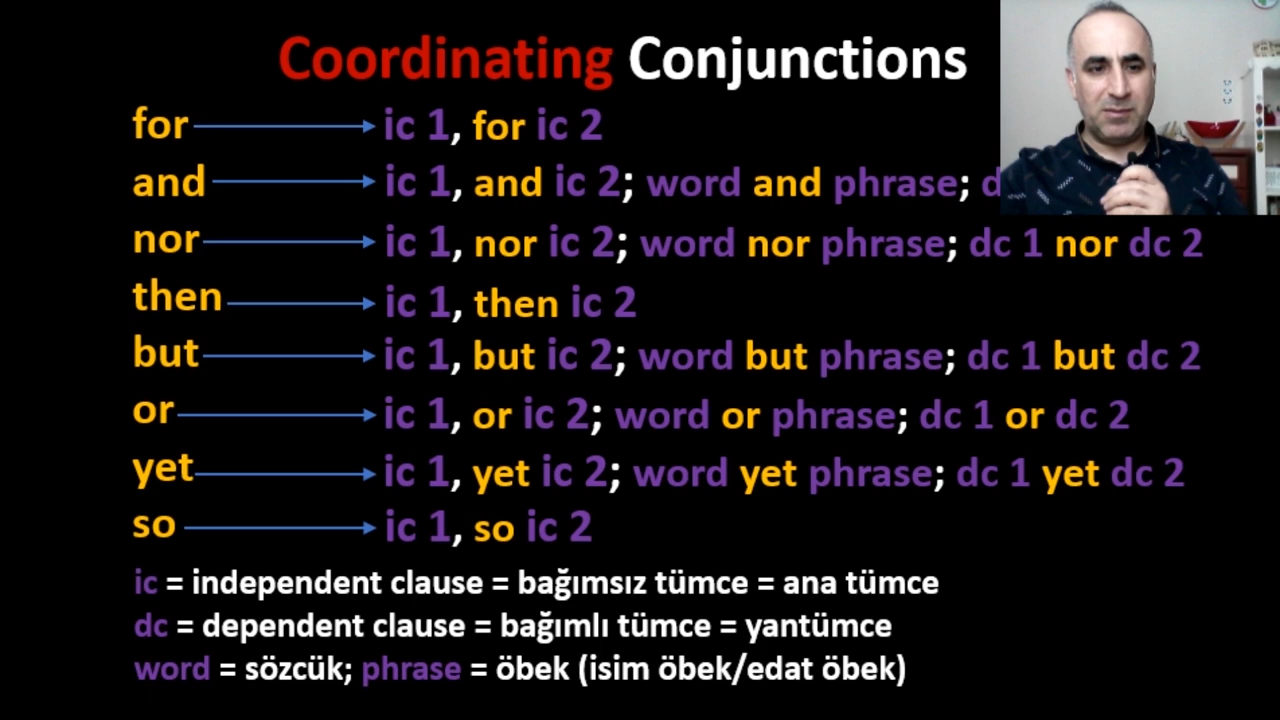 Coordinating Conjunctions
for ic 1, for ic 2
and ic 1, and ic 2; word and phrase;
nor ic 1, nor ic 2; word nor phrase; dc 1 nor dc 2
then ic 1, then ic 2
but ic 1, but ic 2; word but phrase; dc 1 but dc 2
or ic 1, or ic 2; word or phrase; dc 1 or dc 2
yet ic 1, yet ic 2; word yet phrase; dc 1 yet dc 2
so ic 1, so ic 2
ic = independent clause = bağımsız tümce = ana tümce
dc = dependent clause = bağımlı tümce = yantümce
word = sözcük; phrase = öbek (isim öbek/edat öbek)